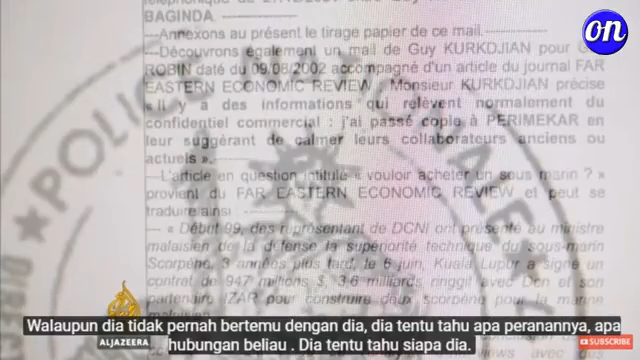 BAGINDA.
---Annexons au présent le tirage papier de ce mail.
---Découvrons également un mail de Guy KURKDJIAN pour
ROBIN daté du 09/08/2002 accompagné d'un article du journal FAR
EASTERN ECONOMIC REVIEW. Monsieur KURKDJIAN précise
« Il y a des informations qui relèvent normalement du
confidentiel commercial : j'ai passé copie à PERIMEKAR en
leur suggérant de calmer leurs collaborateurs anciens ou
actuels ».
---L'article en question intitulé « vouloir acheter un sous marin ? »
provient du FAR EASTERN ECONOMIC REVIEW et peut se
traduire ainsi :
--- « Début 99, des représentant de DCNI ont présenté au ministre
malaisien de la défense la supériorité technique du sous-marin
Scorpène, 3 années plus tard, le 5 juin, Kuala Lupur a signé un
contrat de 947 millions $, 3,6 milliards ringgit avec Dcn et son
partenaire IZAR pour construire deux scorpène pour la marine
on
POLICE NATIONALE
DIREC
ALJAZEERA
Walaupun dia tidak pernah bertemu dengan dia, dia tentu tahu apa peranannya, apa
hubungan beliau . Dia tentu tahu siapa dia.
SUBSCRIBE